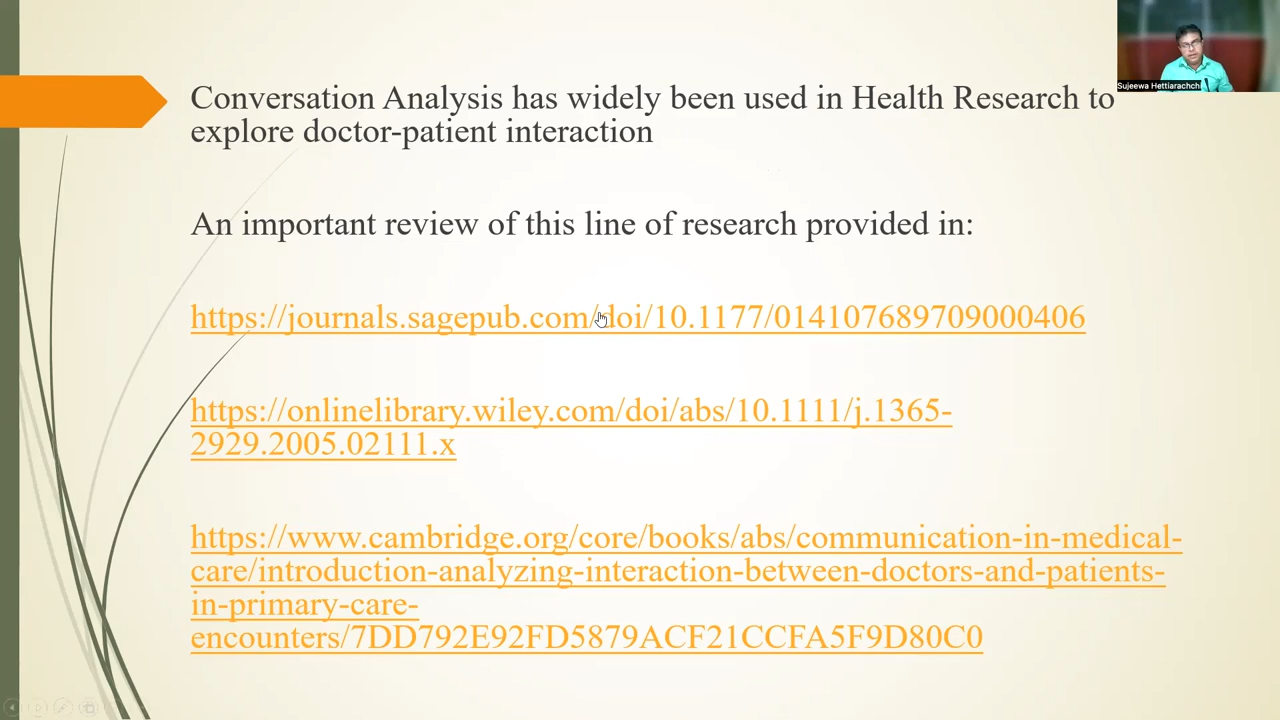 Conversation Analysis has widely been used in Health Research to
explore doctor-patient interaction
An important review of this line of research provided in:
https://journals.sagepub.com/doi/10.1177/014107689709000406
https://onlinelibrary.wiley.com/doi/abs/10.1111/j.1365-
2929.2005.02111.x
https://www.cambridge.org/core/books/abs/communication-in-medical-
care/introduction-analyzing-interaction-between-doctors-and-patients-
in-primary-care-
encounters/7DD792E92FD5879ACF21CCFA5F9D80C0
Sujeewa Hettiarachchi